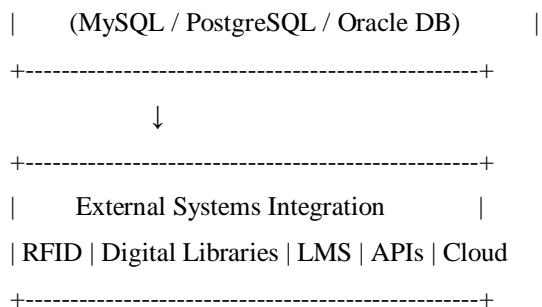 |      (MySQL / PostgreSQL / Oracle DB)          |
+--------------------------------------------------+
↓
+--------------------------------------------------+
|       External Systems Integration          |
| RFID | Digital Libraries | LMS | APIs | Cloud
+--------------------------------------------------+